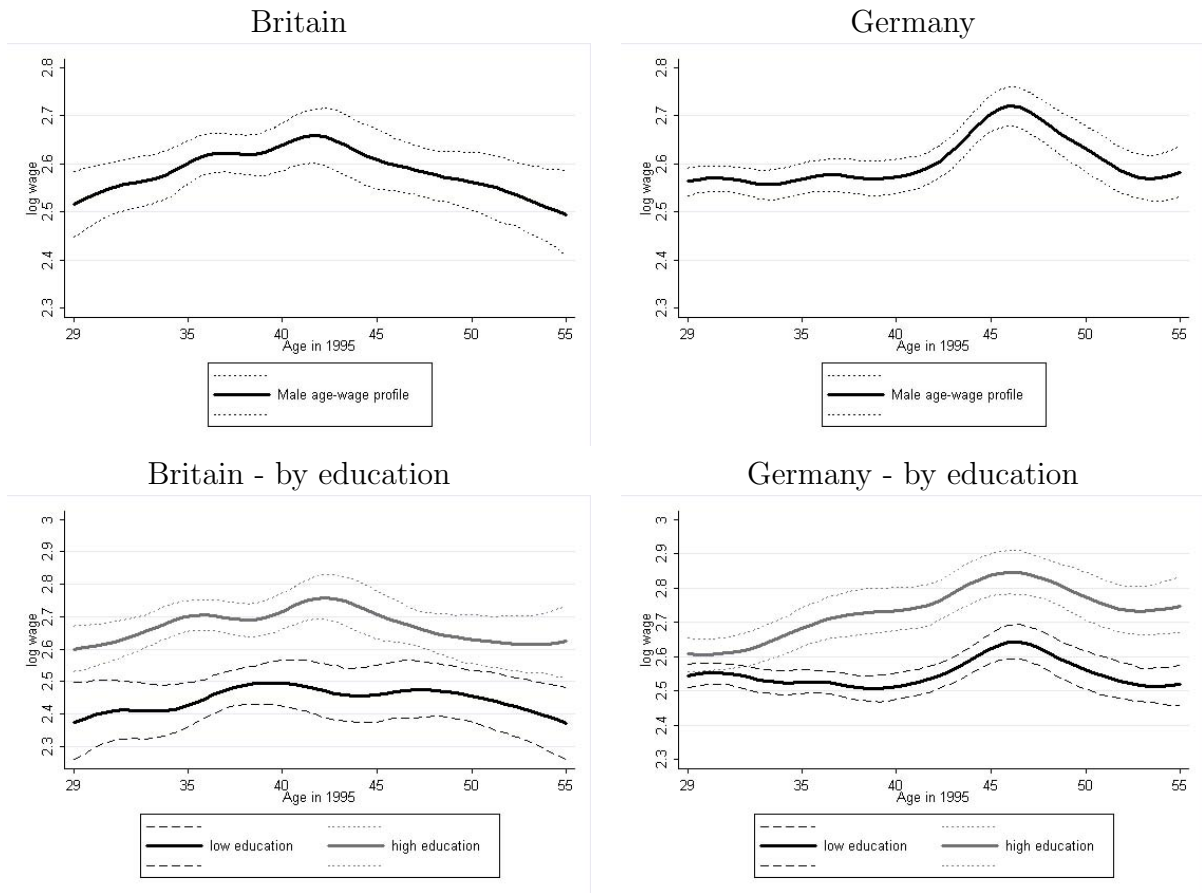 Britain
log wage
2.3 2.4 2.5 2.6 2.7 2.8
29 35 40 45 50 55
Age in 1995
Male age-wage profile
Germany
log wage
2.3 2.4 2.5 2.6 2.7 2.8
29 35 40 45 50 55
Age in 1995
Male age-wage profile
Britain - by education
log wage
2.3 2.4 2.5 2.6 2.7 2.8 2.9 3
29 35 40 45 50 55
Age in 1995
low education high education
Germany - by education
log wage
2.3 2.4 2.5 2.6 2.7 2.8 2.9 3
29 35 40 45 50 55
Age in 1995
low education high education